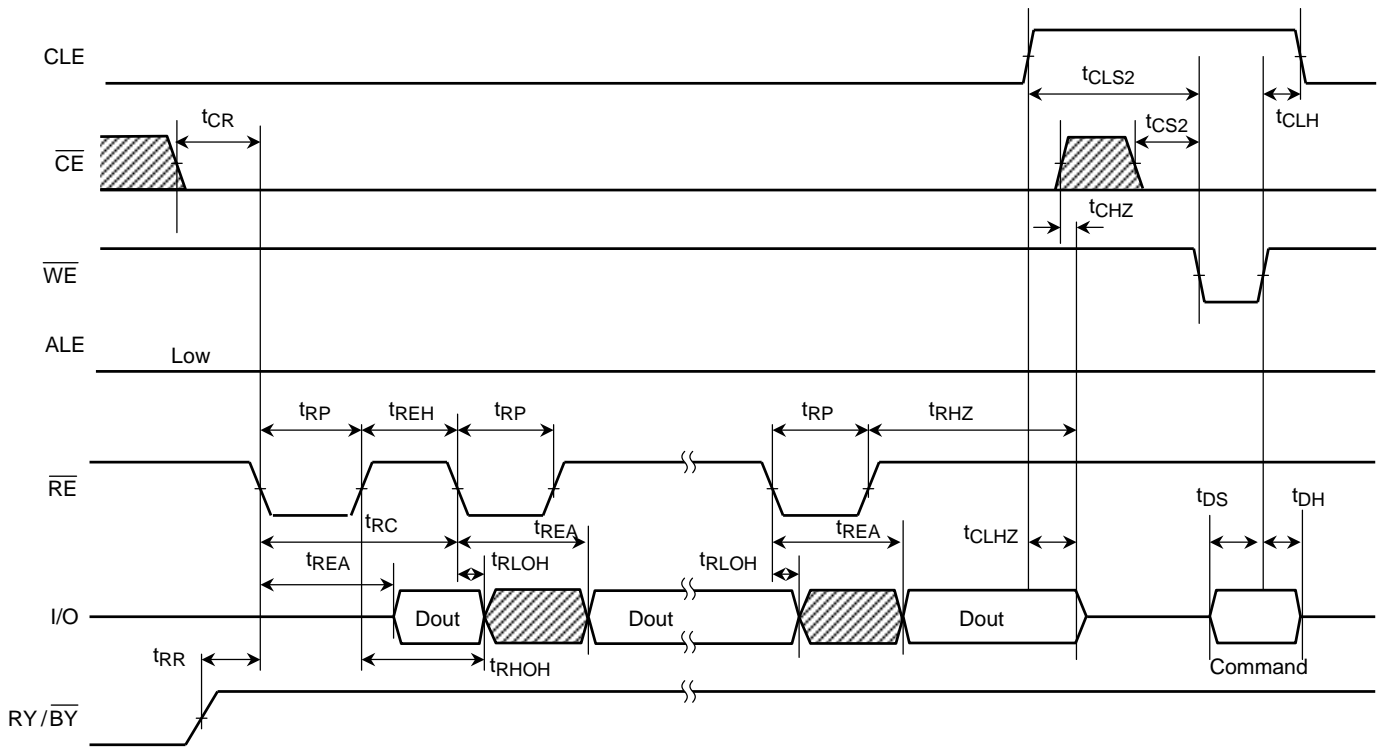 CLE
tCLS2
tCLH
tCR
tCS2
CE
tCHZ
WE
ALE
Low
tRP
tREH
tRP
tRP
tRHZ
RE
tRC
tREA
tREA
tCLHZ
tDS
tDH
tREA
tRLOH
tRLOH
I/O
Dout
Dout
Dout
tRR
tRHOH
Command
RY/BY